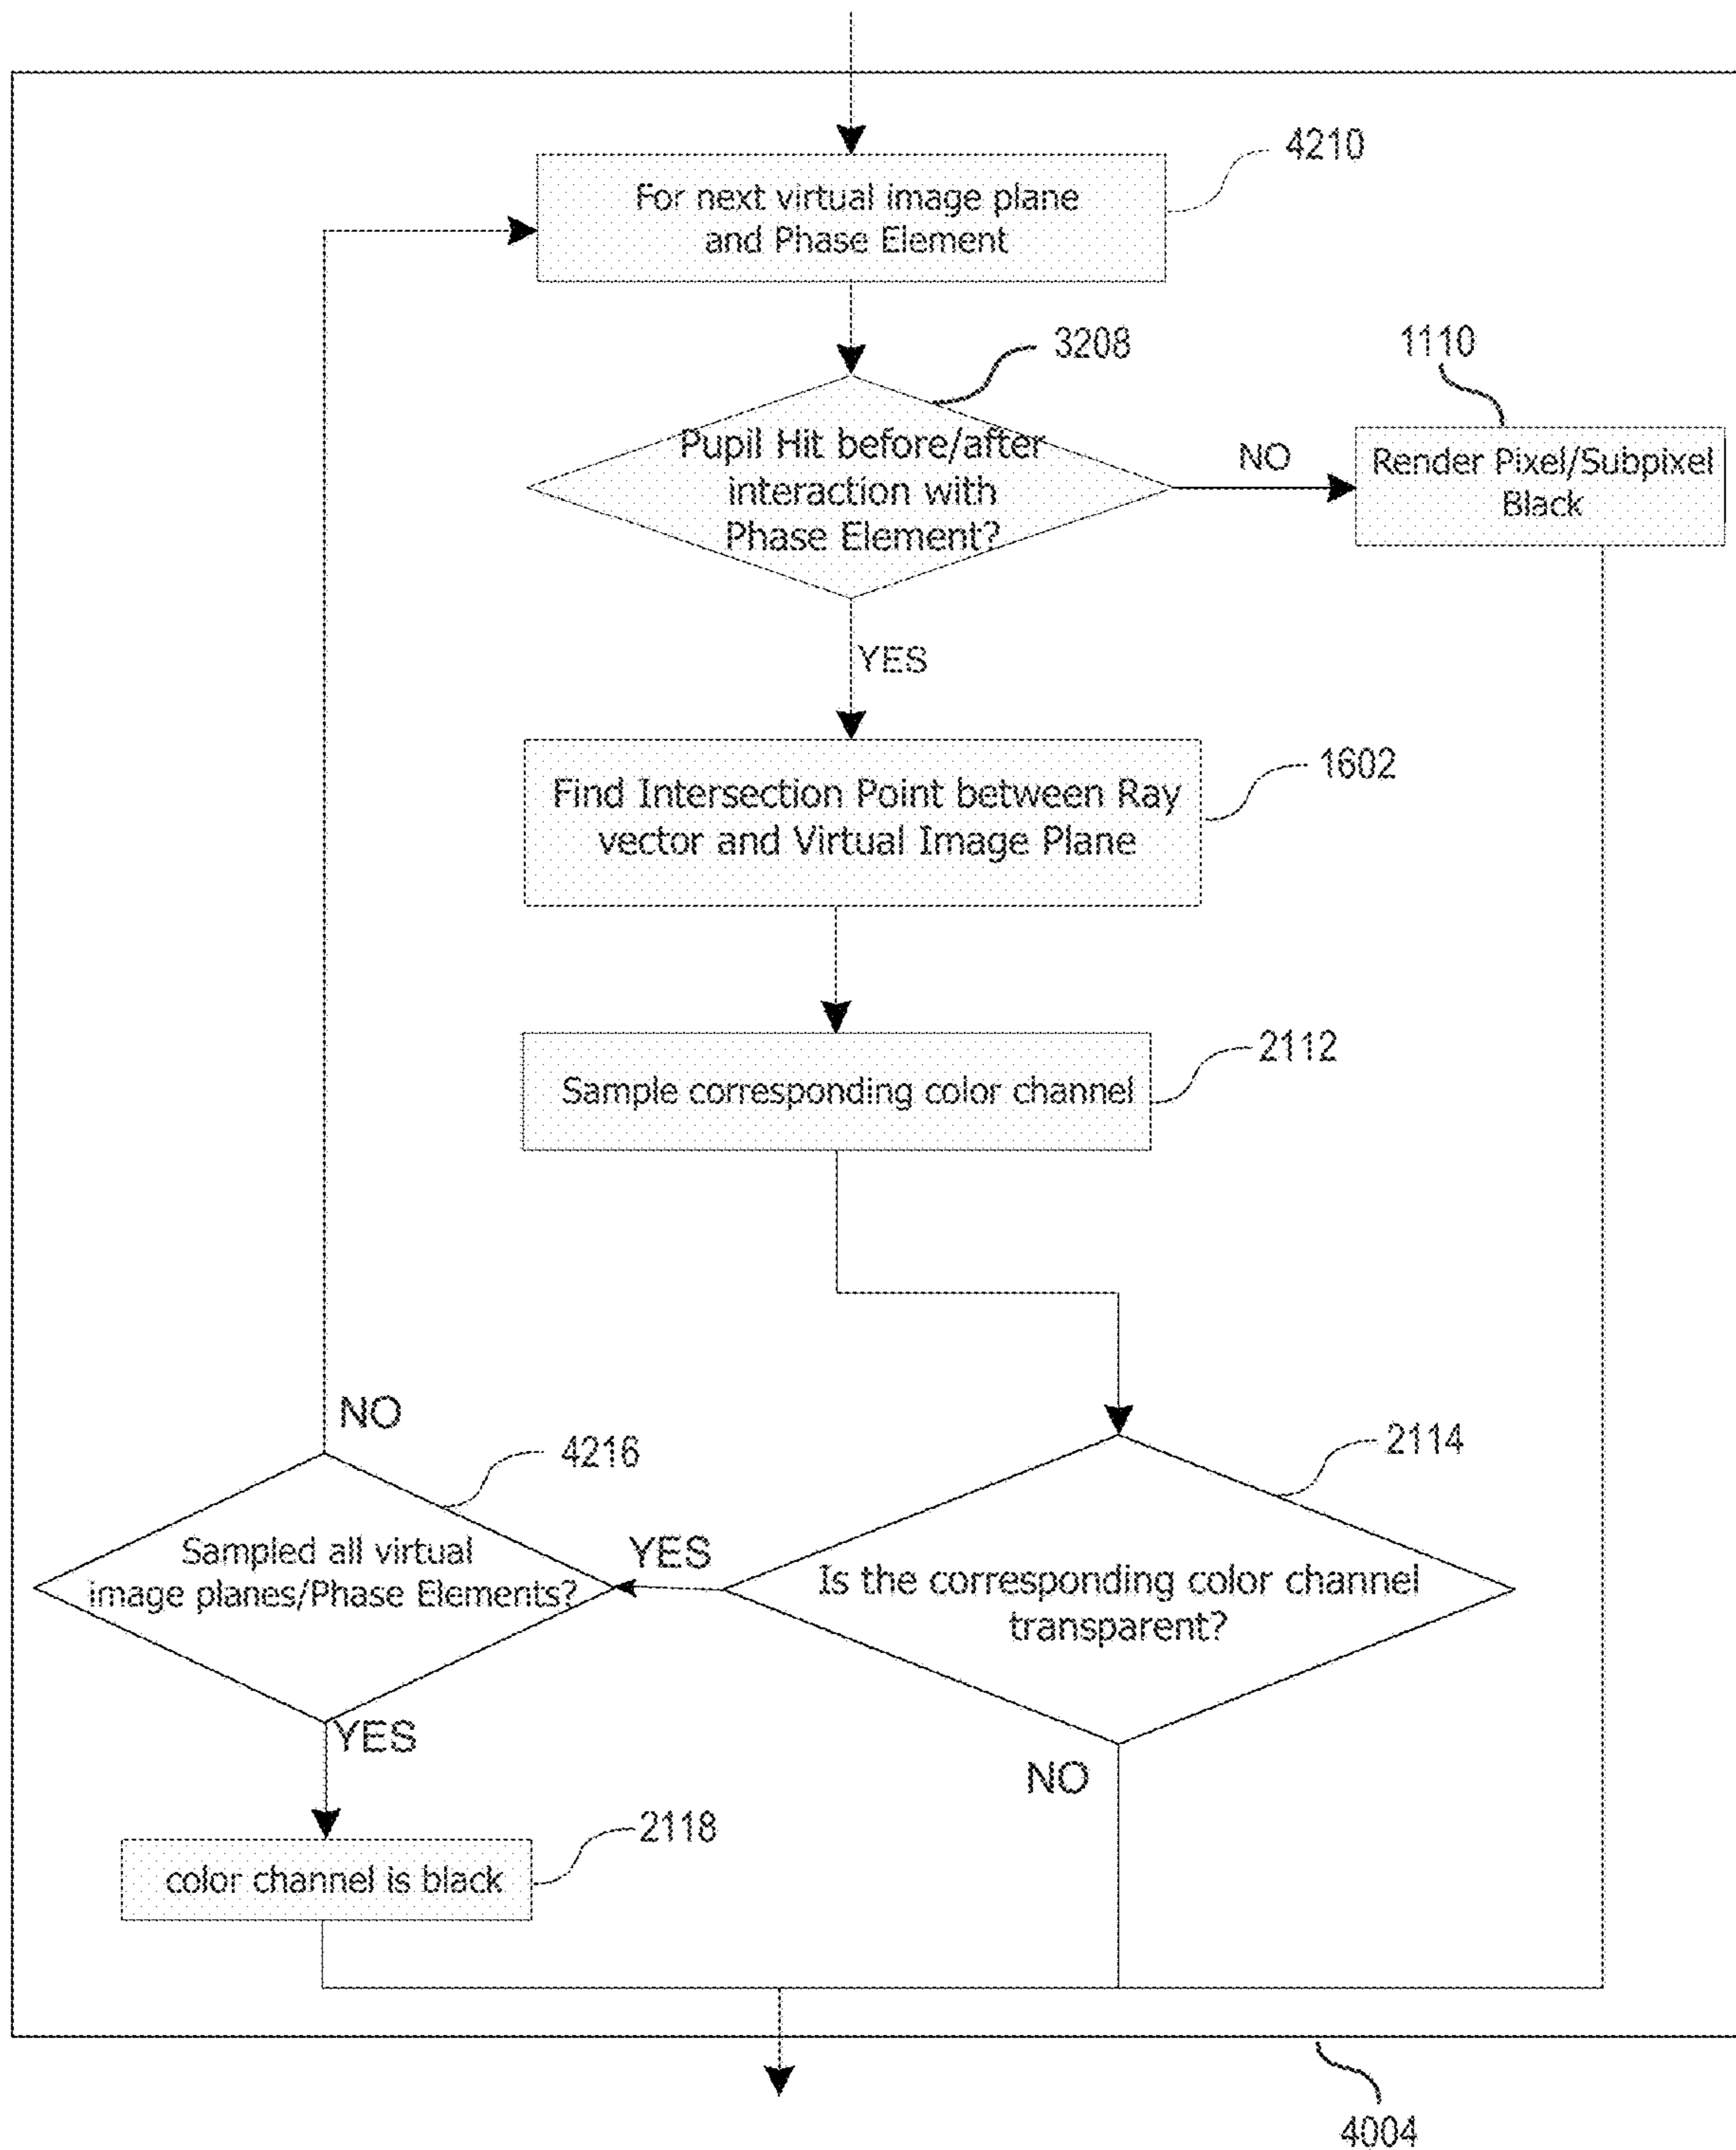 4210
For next virtual image plane
and Phase Element
3208
1110
Pupil Hit before/after
interaction with
Phase Element?
NO
Render Pixel/Subpixel
Black
YES
1602
Find Intersection Point between Ray
vector and Virtual Image Plane
2112
Sample corresponding color channel
NO
4216
2114
Sampled all virtual
image planes/Phase Elements?
YES
Is the corresponding color channel
transparent?
YES
NO
2118
color channel is black
4004